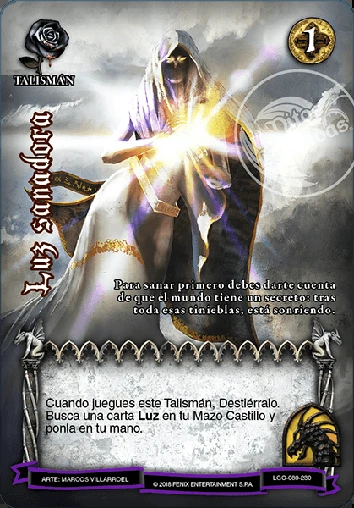 1
TALISMÁN
Luz sanadora
Para sanar primero debes darte cuenta
de que el mundo tiene un secreto: tras
toda esas tinieblas, está sonriendo.
Cuando juegues este Talismán, Destiérralo.
Busca una carta Luz en tu Mazo Castillo y
ponla en tu mano.
ARTE: MARCOS VILLARROEL
© 2018 FENIX ENTERTAINMENT S.P.A